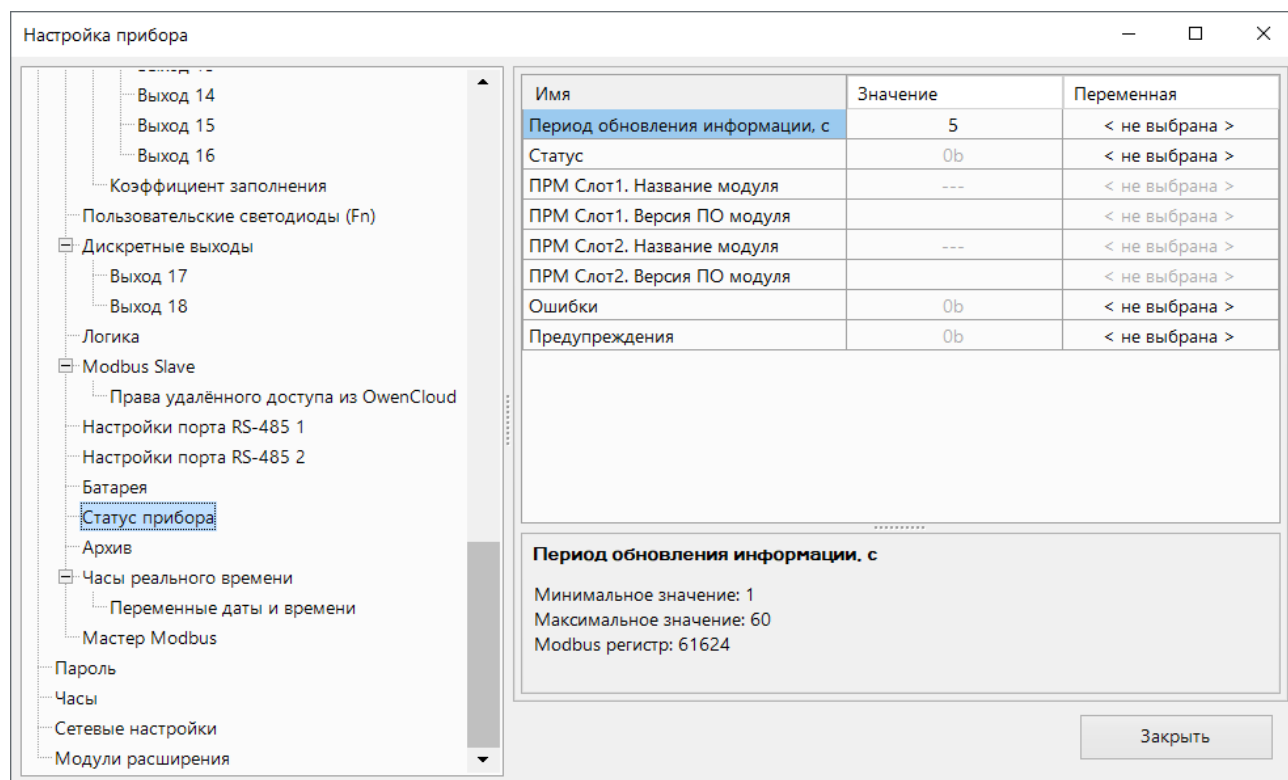 Настройка прибора
Выход 14
Выход 15
Выход 16
Коэффициент заполнения
Пользовательские светодиоды (Fn)
Дискретные выходы
Выход 17
Выход 18
Логика
Modbus Slave
Права удалённого доступа из OwenCloud
Настройки порта RS-485 1
Настройки порта RS-485 2
Батарея
Статус прибора
Архив
Часы реального времени
Переменные даты и времени
Мастер Modbus
Пароль
Часы
Сетевые настройки
Модули расширения
Имя Значение Переменная
Период обновления информации, с 5 < не выбрана >
Статус 0b < не выбрана >
ПРМ Слот1. Название модуля --- < не выбрана >
ПРМ Слот1. Версия ПО модуля < не выбрана >
ПРМ Слот2. Название модуля --- < не выбрана >
ПРМ Слот2. Версия ПО модуля < не выбрана >
Ошибки 0b < не выбрана >
Предупреждения 0b < не выбрана >
Период обновления информации, с
Минимальное значение: 1
Максимальное значение: 60
Modbus регистр: 61624
Закрыть